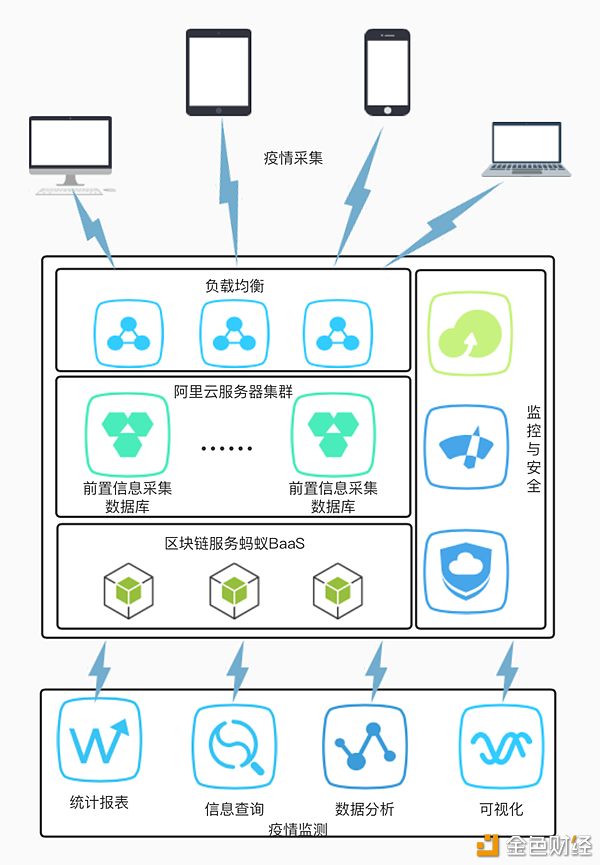 疫情采集
负载均衡
阿里云服务器集群
......
前置信息采集
数据库
前置信息采集
数据库
区块链服务蚂蚁BaaS
监控与安全
W
统计报表
信息查询
数据分析
可视化
疫情监测
金色财经